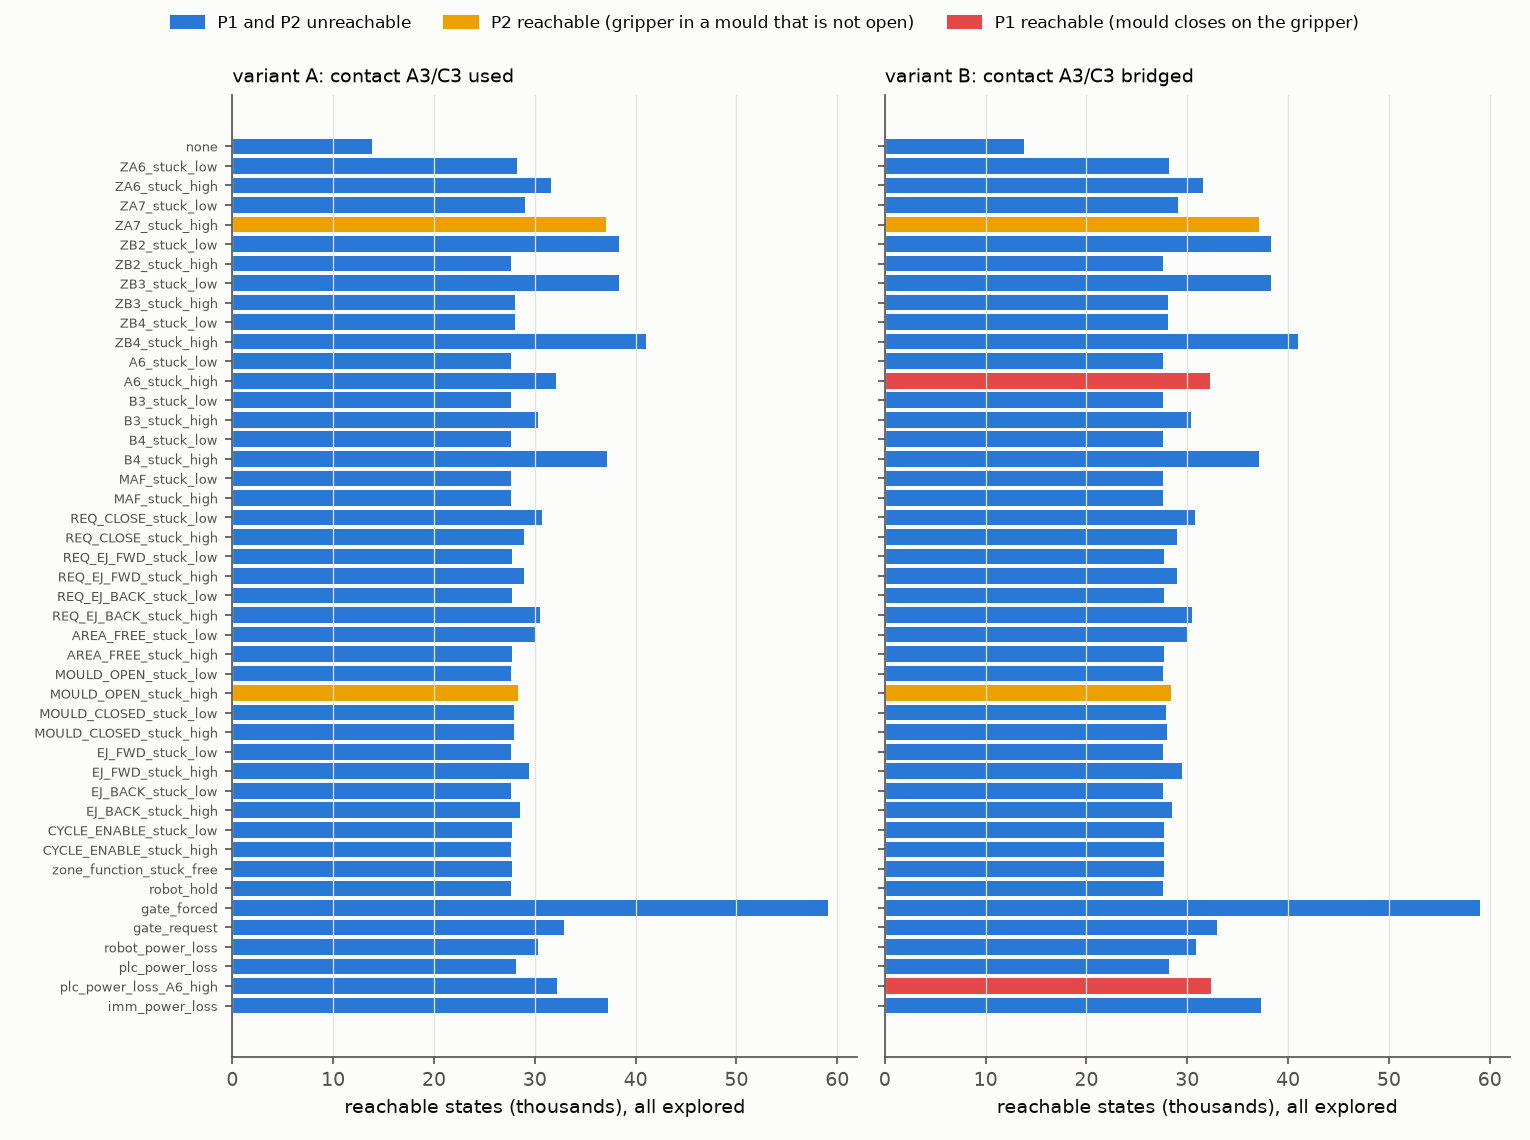 P1 and P2 unreachable
P2 reachable (gripper in a mould that is not open)
P1 reachable (mould closes on the gripper)
variant A: contact A3/C3 used
none
ZA6_stuck_low
ZA6_stuck_high
ZA7_stuck_low
ZA7_stuck_high
ZB2_stuck_low
ZB2_stuck_high
ZB3_stuck_low
ZB3_stuck_high
ZB4_stuck_low
ZB4_stuck_high
A6_stuck_low
A6_stuck_high
B3_stuck_low
B3_stuck_high
B4_stuck_low
B4_stuck_high
MAF_stuck_low
MAF_stuck_high
REQ_CLOSE_stuck_low
REQ_CLOSE_stuck_high
REQ_EJ_FWD_stuck_low
REQ_EJ_FWD_stuck_high
REQ_EJ_BACK_stuck_low
REQ_EJ_BACK_stuck_high
AREA_FREE_stuck_low
AREA_FREE_stuck_high
MOULD_OPEN_stuck_low
MOULD_OPEN_stuck_high
MOULD_CLOSED_stuck_low
MOULD_CLOSED_stuck_high
EJ_FWD_stuck_low
EJ_FWD_stuck_high
EJ_BACK_stuck_low
EJ_BACK_stuck_high
CYCLE_ENABLE_stuck_low
CYCLE_ENABLE_stuck_high
zone_function_stuck_free
robot_hold
gate_forced
gate_request
robot_power_loss
plc_power_loss
plc_power_loss_A6_high
imm_power_loss
0 10 20 30 40 50 60
reachable states (thousands), all explored
variant B: contact A3/C3 bridged
0 10 20 30 40 50 60
reachable states (thousands), all explored